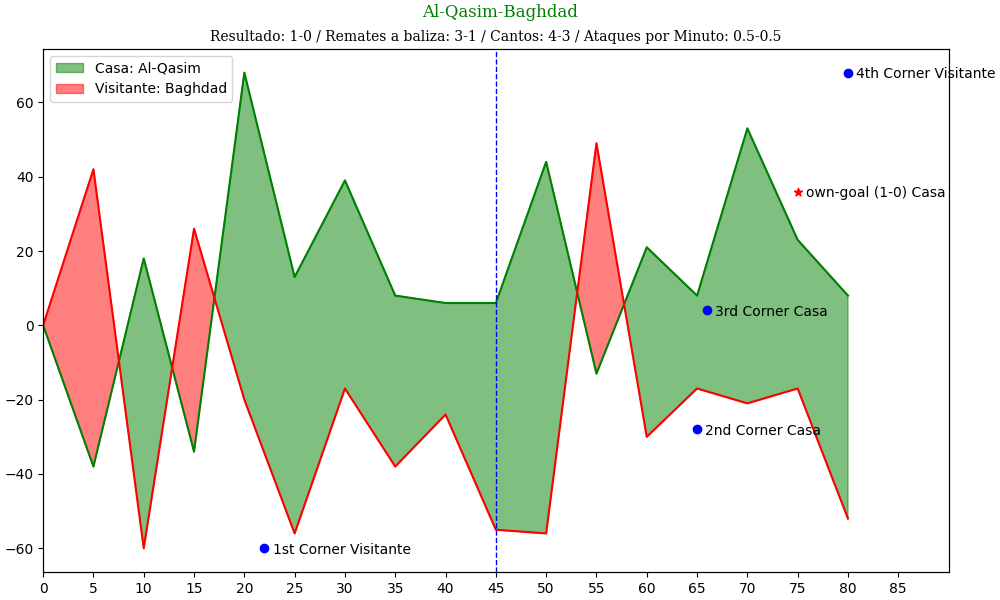 Al-Qasim-Baghdad
Resultado: 1-0 / Remates a baliza: 3-1 / Cantos: 4-3 / Ataques por Minuto: 0.5-0.5
Casa: Al-Qasim
Visitante: Baghdad
4th Corner Visitante
own-goal (1-0) Casa
3rd Corner Casa
2nd Corner Casa
1st Corner Visitante
60
40
20
0
−20
−40
−60
0 5 10 15 20 25 30 35 40 45 50 55 60 65 70 75 80 85